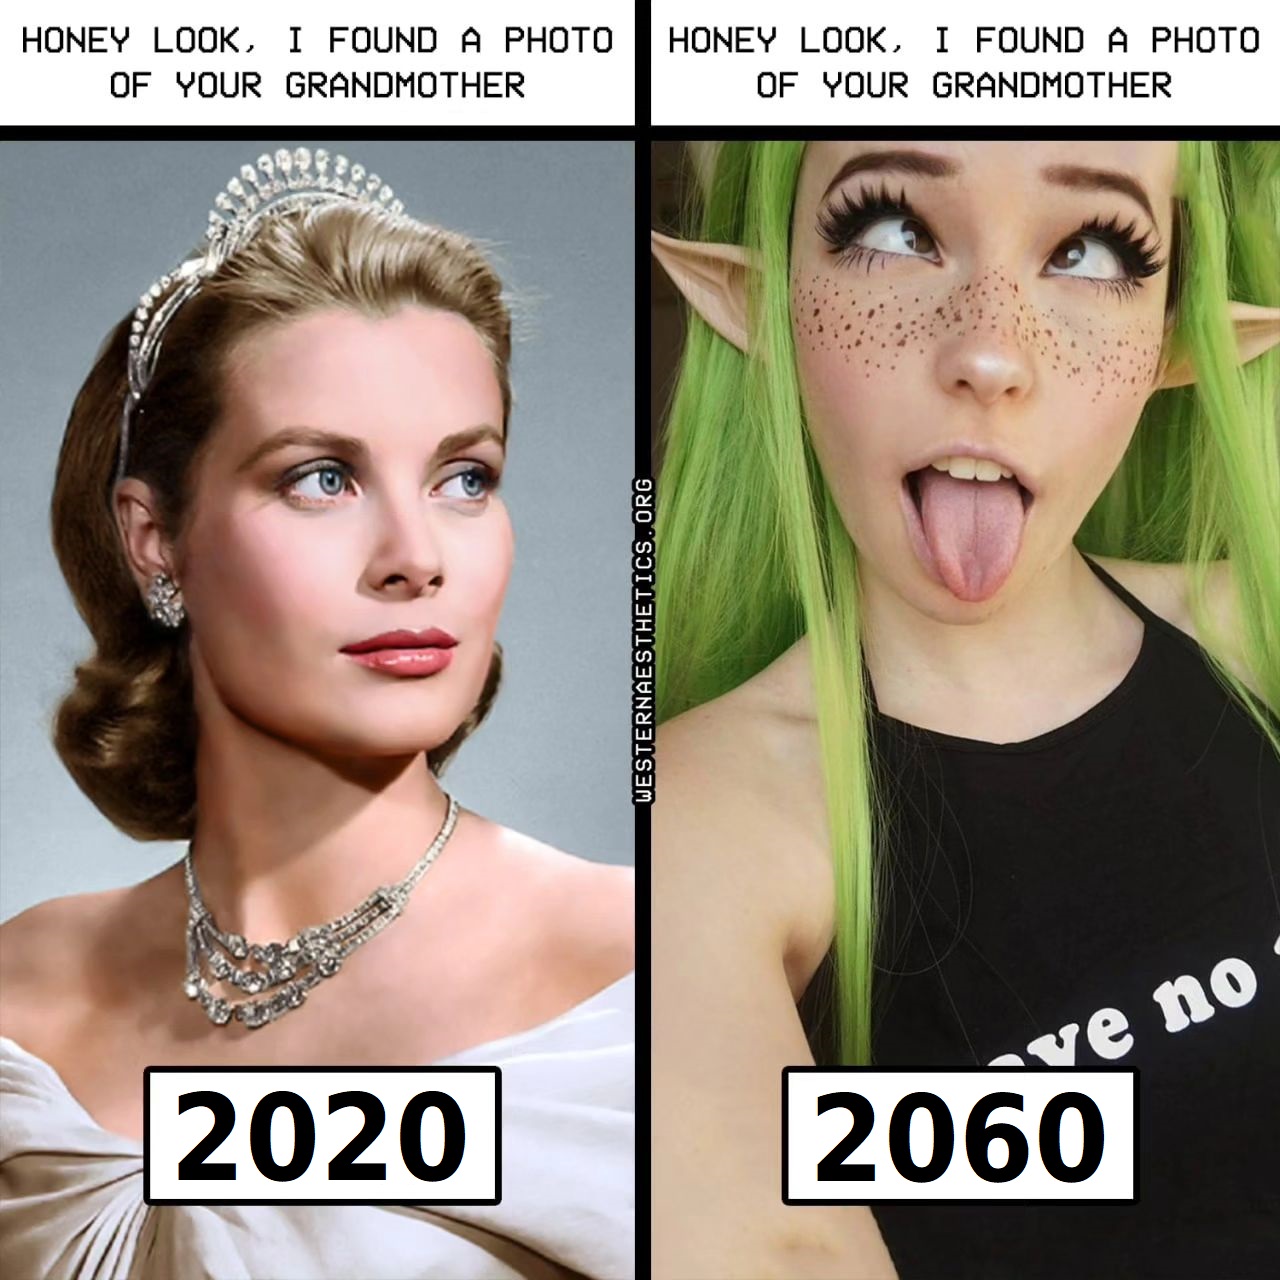 HONEY LOOK, I FOUND A PHOTO
OF YOUR GRANDMOTHER
2020
WESTERNAESTHETICS.ORG
HONEY LOOK, I FOUND A PHOTO
OF YOUR GRANDMOTHER
no
2060